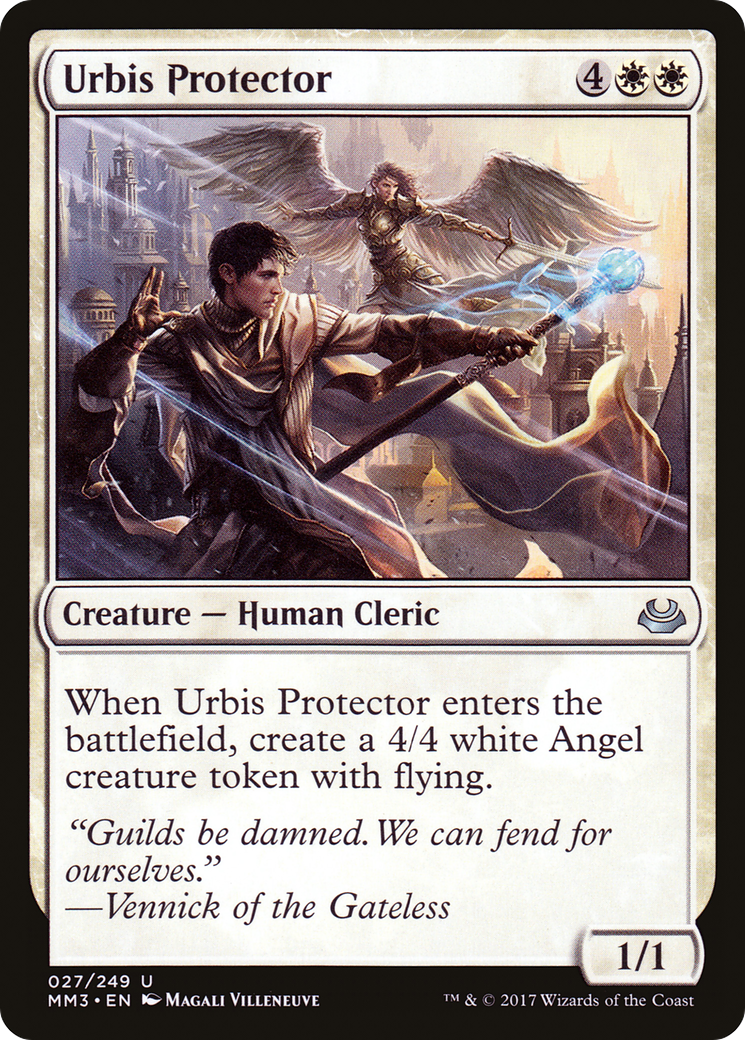 Urbis Protector 4
Creature — Human Cleric
When Urbis Protector enters the
battlefield, create a 4/4 white Angel
creature token with flying.
“Guilds be damned. We can fend for
ourselves.”
—Vennick of the Gateless
1/1
027/249 U
MM3 • EN Magali Villeneuve
™ & © 2017 Wizards of the Coast